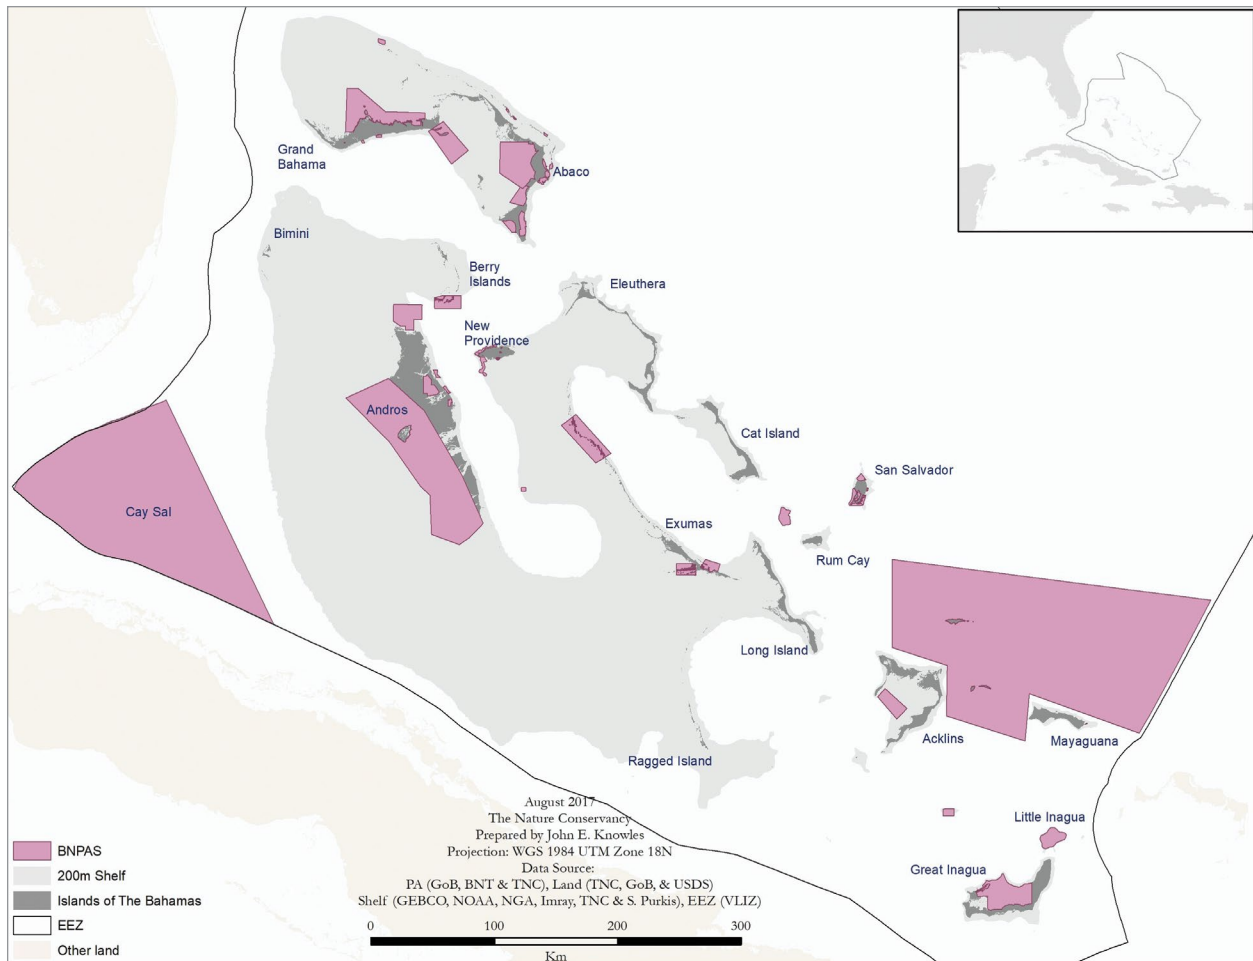 Grand
Bahama
Abaco
Bimini
Berry
Islands
Eleuthera
New
Providence
Andros
Cat Island
San Salvador
Cay Sal
Exumas
Rum Cay
Long Island
Acklins
Mayaguana
Ragged Island
Little Inagua
Great Inagua
August 2017
The Nature Conservancy
Prepared by John E. Knowles
Projection: WGS 1984 UTM Zone 18N
Data Source:
PA (GoB, BNT & TNC), Land (TNC, GoB, & USDS)
Shelf (GEBCO, NOAA, NGA, Imray, TNC & S. Purkis), EEZ (VLIZ)
0 100 200 300
Km
BNPAS
200m Shelf
Islands of The Bahamas
EEZ
Other land